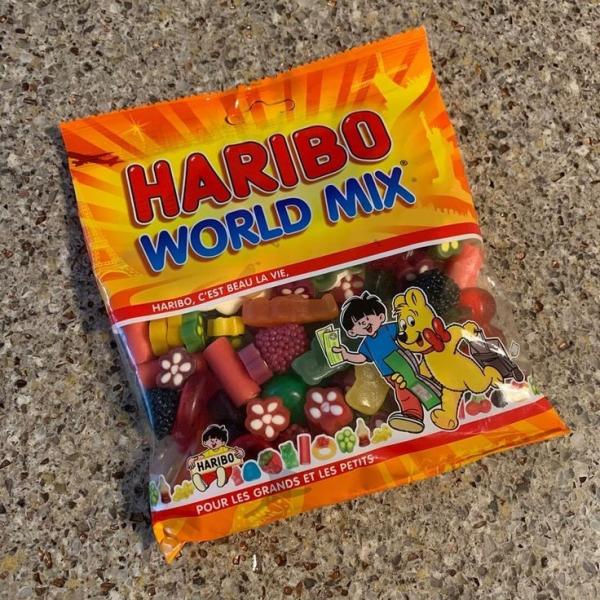 HARIBO
WORLD MIX®
HARIBO, C'EST BEAU LA VIE,
HARIBO
POUR LES GRANDS ET LES PETITS